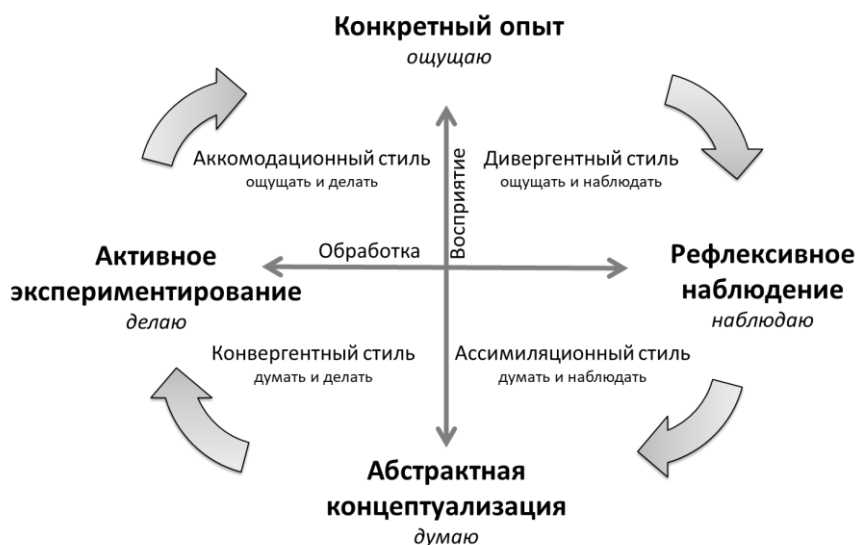 Конкретный опыт
ощущаю
Аккомодационный стиль
ощущать и делать
Восприятие
Дивергентный стиль
ощущать и наблюдать
Обработка
Активное
экспериментирование
делаю
Рефлексивное
наблюдение
наблюдаю
Конвергентный стиль
думать и делать
Ассимиляционный стиль
думать и наблюдать
Абстрактная
концептуализация
думаю